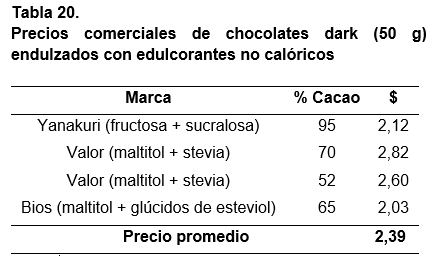 Tabla 20.
Precios comerciales de chocolates dark (50 g)
endulzados con edulcorantes no calóricos
Marca % Cacao $
Yanakuri (fructosa + sucralosa) 95 2,12
Valor (maltitol + stevia) 70 2,82
Valor (maltitol + stevia) 52 2,60
Bios (maltitol + glúcidos de esteviol) 65 2,03
Precio promedio 2,39